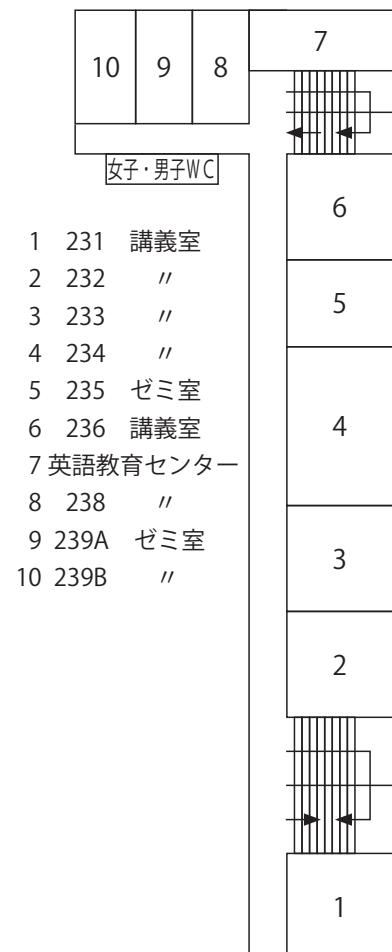 7
10 9 8
女子・男子WC
6
5
4
3
2
1
1 231 講義室
2 232 〃
3 233 〃
4 234 〃
5 235 ゼミ室
6 236 講義室
7 英語教育センター
8 238 〃
9 239A ゼミ室
10 239B 〃